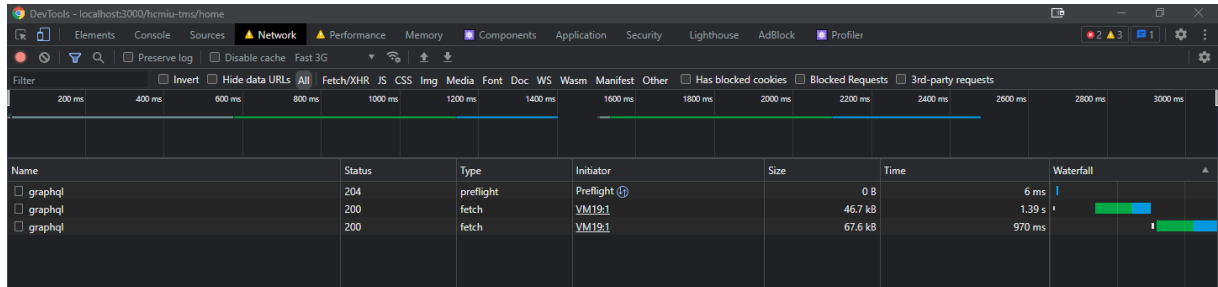 DevTools - localhost:3000/hcmiu-tms/home
Elements Console Sources Network Performance Memory Components Application Security Lighthouse AdBlock Profiler 2 3 1
Preserve log Disable cache Fast 3G
Filter Invert Hide data URLs All Fetch/XHR JS CSS Img Media Font Doc WS Wasm Manifest Other Has blocked cookies Blocked Requests 3rd-party requests
200 ms 400 ms 600 ms 800 ms 1000 ms 1200 ms 1400 ms 1600 ms 1800 ms 2000 ms 2200 ms 2400 ms 2600 ms 2800 ms 3000 ms
Name Status Type Initiator Size Time Waterfall
graphql 204 preflight Preflight 0 B 6 ms
graphql 200 fetch VM19:1 46.7 kB 1.39 s
graphql 200 fetch VM19:1 67.6 kB 970 ms